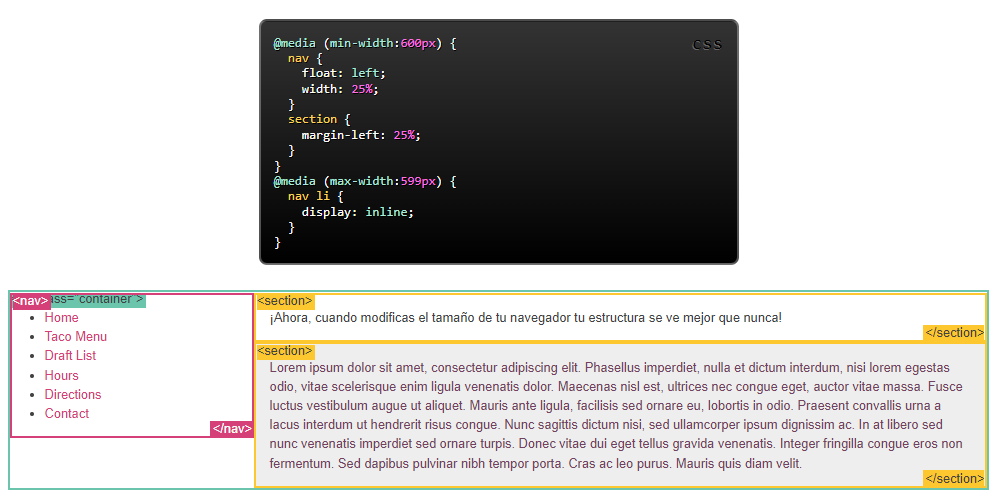 CSS
@media (min-width:600px) {
nav {
float: left;
width: 25%;
}
section {
margin-left: 25%;
}
}
@media (max-width:599px) {
nav li {
display: inline;
}
}
<nav>
ass="container">
Home
Taco Menu
Draft List
Hours
Directions
Contact
</nav>
<section>
¡Ahora, cuando modificas el tamaño de tu navegador tu estructura se ve mejor que nunca!
</section>
<section>
Lorem ipsum dolor sit amet, consectetur adipiscing elit. Phasellus imperdiet, nulla et dictum interdum, nisi lorem egestas
odio, vitae scelerisque enim ligula venenatis dolor. Maecenas nisl est, ultrices nec congue eget, auctor vitae massa. Fusce
luctus vestibulum augue ut aliquet. Mauris ante ligula, facilisis sed ornare eu, lobortis in odio. Praesent convallis urna a
lacus interdum ut hendrerit risus congue. Nunc sagittis dictum nisi, sed ullamcorper ipsum dignissim ac. In at libero sed
nunc venenatis imperdiet sed ornare turpis. Donec vitae dui eget tellus gravida venenatis. Integer fringilla congue eros non
fermentum. Sed dapibus pulvinar nibh tempor porta. Cras ac leo purus. Mauris quis diam velit.
</section>